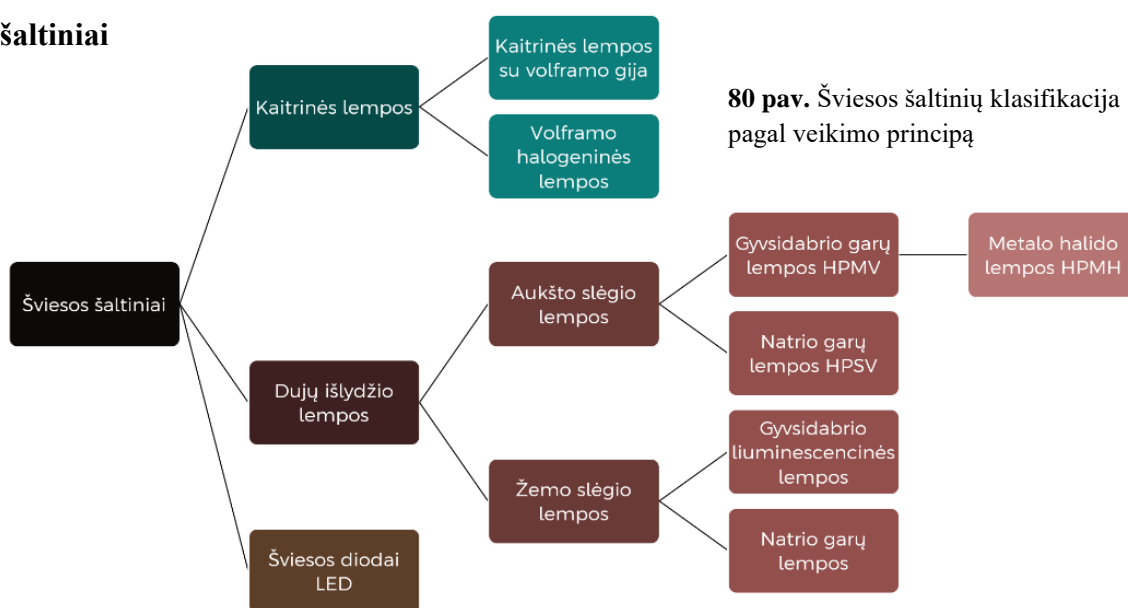 šaltiniai
Kaitrinės lempos
su volframo gija
Kaitrinės lempos
80 pav. Šviesos šaltinių klasifikacija
pagal veikimo principą
Volframo
halogeninės
lempos
Gyvsidabrio garų
lempos HPMV
Metalo halido
lempos HPMH
Šviesos šaltiniai
Aukšto slėgio
lempos
Natrio garų
lempos HPSV
Dujų išlydžio
lempos
Gyvsidabrio
liuminescencinės
lempos
Žemo slėgio
lempos
Natrio garų
lempos
Šviesos diodai
LED